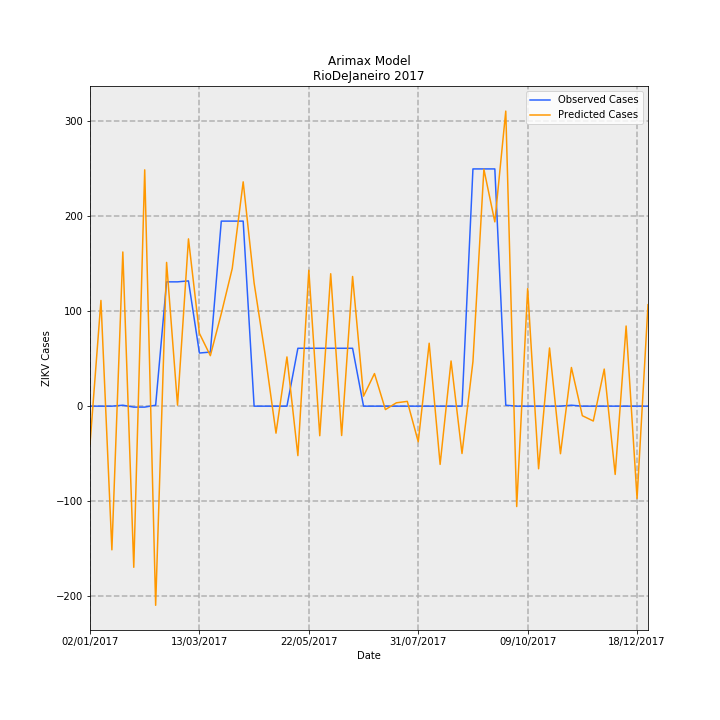 Arimax Model
RioDeJaneiro 2017
Observed Cases
Predicted Cases
ZIKV Cases
300
200
100
0
−100
−200
02/01/2017
13/03/2017
22/05/2017
31/07/2017
09/10/2017
18/12/2017
Date